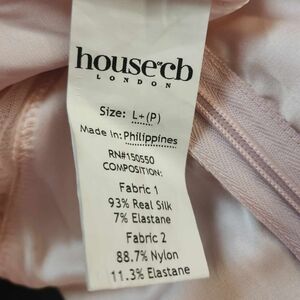 house of cb
LONDON
Size: L+(P)
Made in: Philippines
RN#150550
COMPOSITION:
Fabric 1
93% Real Silk
7% Elastane
Fabric 2
88.7% Nylon
11.3% Elastane